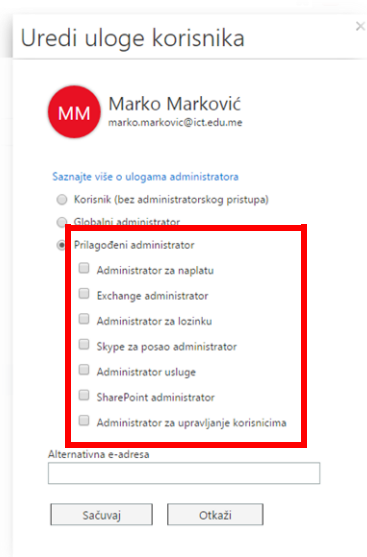 Uredi uloge korisnika
×
MM
Marko Marković
marko.markovic@ict.edu.me
Saznajte više o ulogama administratora
Korisnik (bez administratorskog pristupa)
Globalni administrator
Prilagođeni administrator
Administrator za naplatu
Exchange administrator
Administrator za lozinku
Skype za posao administrator
Administrator usluge
SharePoint administrator
Administrator za upravljanje korisnicima
Alternativna e-adresa
Sačuvaj
Otkaži